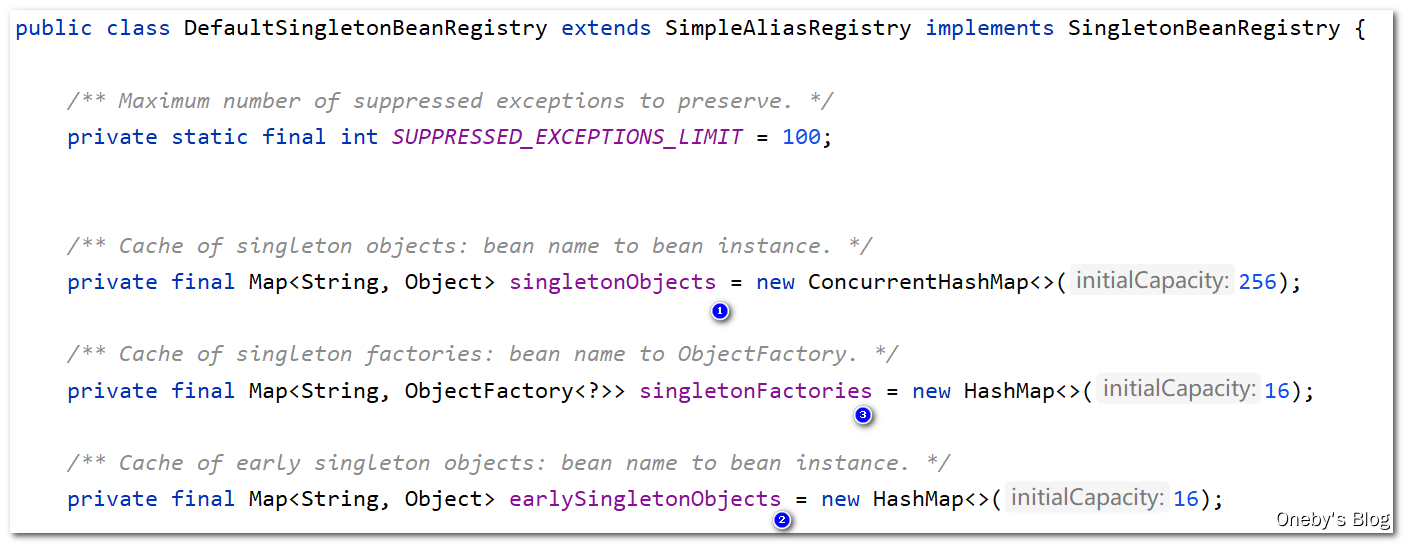 public class DefaultSingletonBeanRegistry extends SimpleAliasRegistry implements SingletonBeanRegistry {
/** Maximum number of suppressed exceptions to preserve. */
private static final int SUPPRESSED_EXCEPTIONS_LIMIT = 100;
/** Cache of singleton objects: bean name to bean instance. */
private final Map<String, Object> singletonObjects = new ConcurrentHashMap<>( initialCapacity: 256);
1
/** Cache of singleton factories: bean name to ObjectFactory. */
private final Map<String, ObjectFactory<?>> singletonFactories = new HashMap<>( initialCapacity: 16);
3
/** Cache of early singleton objects: bean name to bean instance. */
private final Map<String, Object> earlySingletonObjects = new HashMap<>( initialCapacity: 16);
2
Oneby's Blog